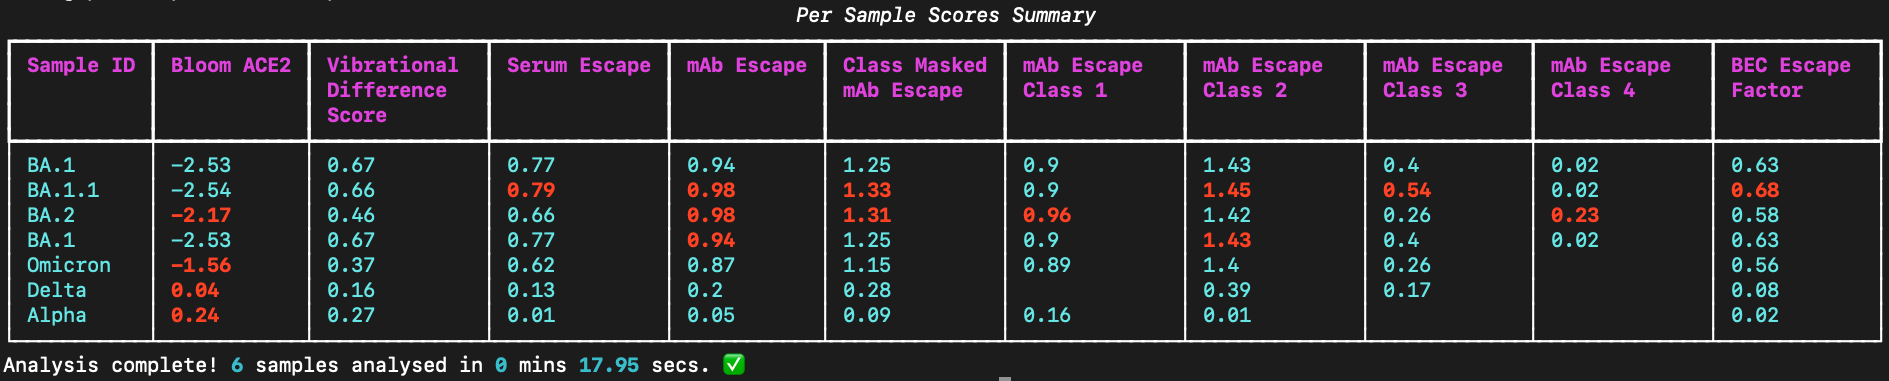 Per Sample Scores Summary
Sample ID Bloom ACE2 Vibrational Serum Escape mAb Escape Class Masked mAb Escape mAb Escape mAb Escape mAb Escape BEC Escape
Difference mAb Escape Class 1 Class 2 Class 3 Class 4 Factor
Score
BA.1 -2.53 0.67 0.77 0.94 1.25 0.9 1.43 0.4 0.02 0.63
BA.1.1 -2.54 0.66 0.79 0.98 1.33 0.9 1.45 0.54 0.02 0.68
BA.2 -2.17 0.46 0.66 0.98 1.31 0.96 1.42 0.26 0.23 0.58
BA.1 -2.53 0.67 0.77 0.94 1.25 0.9 1.43 0.4 0.02 0.63
Omicron -1.56 0.37 0.62 0.87 1.15 0.89 1.4 0.26 0.56
Delta 0.04 0.16 0.13 0.2 0.28 0.39 0.17 0.08
Alpha 0.24 0.27 0.01 0.05 0.09 0.16 0.01 0.02
Analysis complete! 6 samples analysed in 0 mins 17.95 secs. ✅